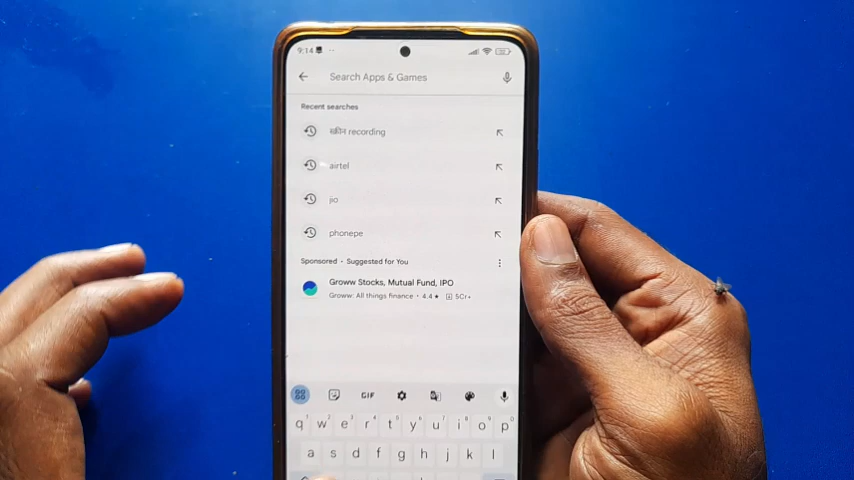 9:14
Search Apps & Games
Recent searches
स्क्रीन recording
airtel
jio
phonepe
Sponsored • Suggested for You
Groww Stocks, Mutual Fund, IPO
Groww: All things finance • 4.4 ★ 5Cr+
GIF
q w e r t y u i o p
a s d f g h j k l